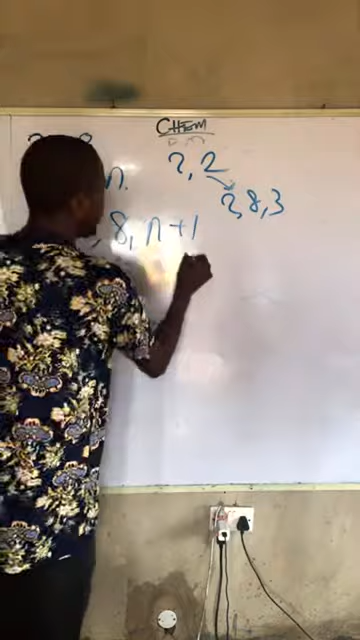 CHEM
2, 2
2, 8, 3
n
, 8, n + 1